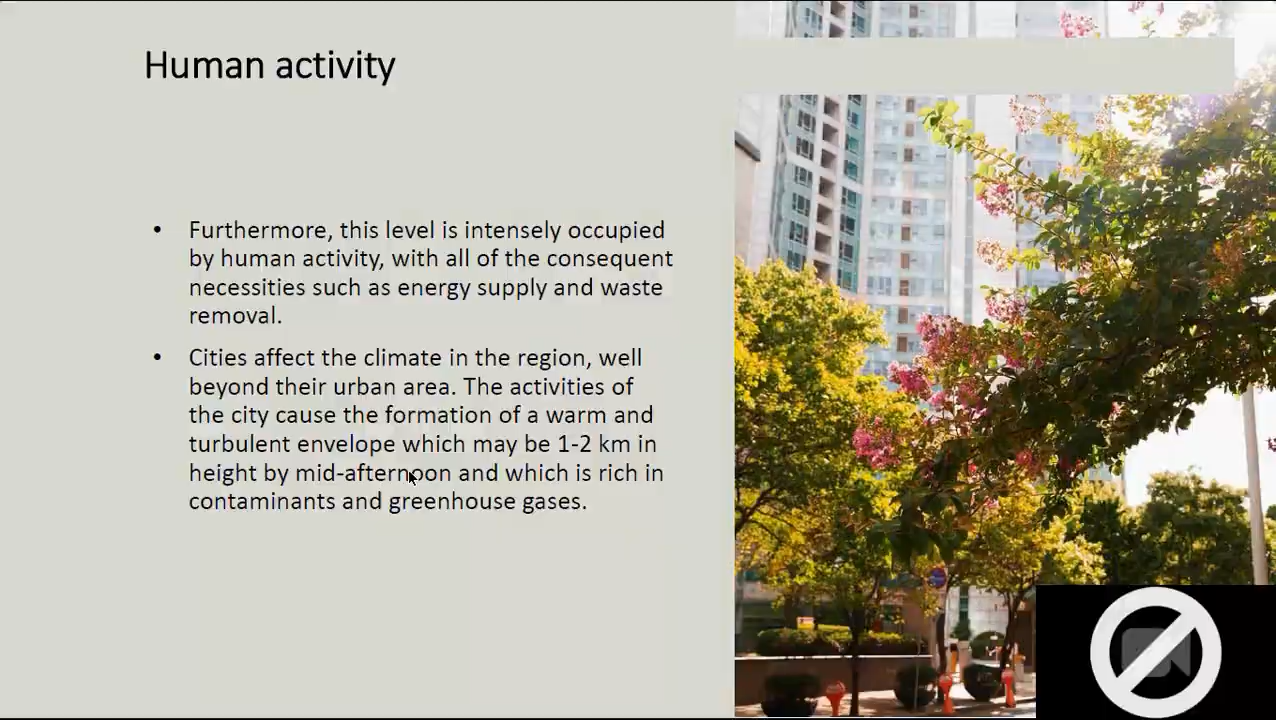 Human activity
• Furthermore, this level is intensely occupied
by human activity, with all of the consequent
necessities such as energy supply and waste
removal.
• Cities affect the climate in the region, well
beyond their urban area. The activities of
the city cause the formation of a warm and
turbulent envelope which may be 1-2 km in
height by mid-afternoon and which is rich in
contaminants and greenhouse gases.